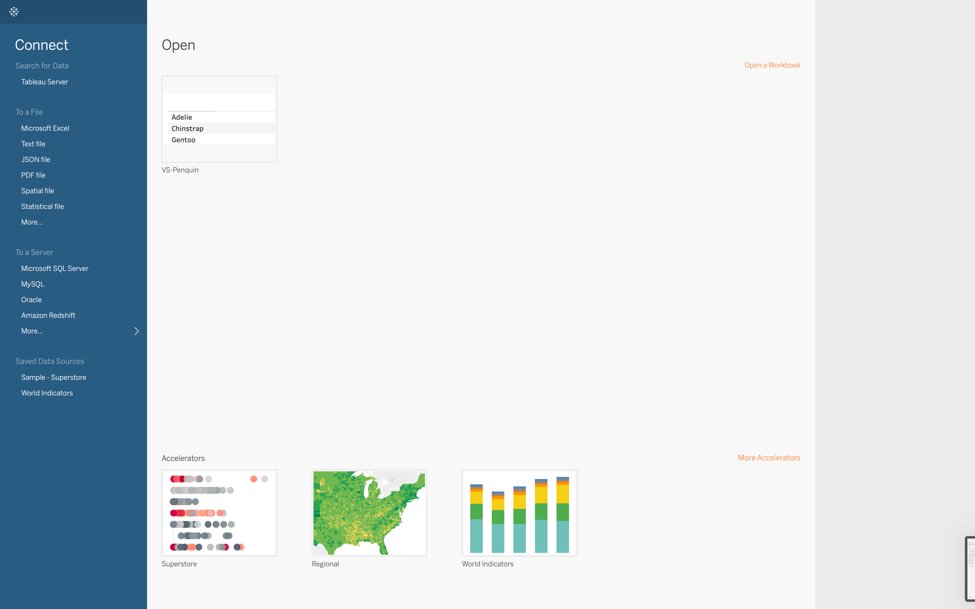 Connect
Search for Data
Tableau Server
To a File
Microsoft Excel
Text file
JSON file
PDF file
Spatial file
Statistical file
More...
To a Server
Microsoft SQL Server
MySQL
Oracle
Amazon Redshift
More...
Saved Data Sources
Sample - Superstore
World Indicators
Open
Open a Workbook
Adelie
Chinstrap
Gentoo
VS-Penquin
Accelerators
More Accelerators
Superstore
Regional
World Indicators